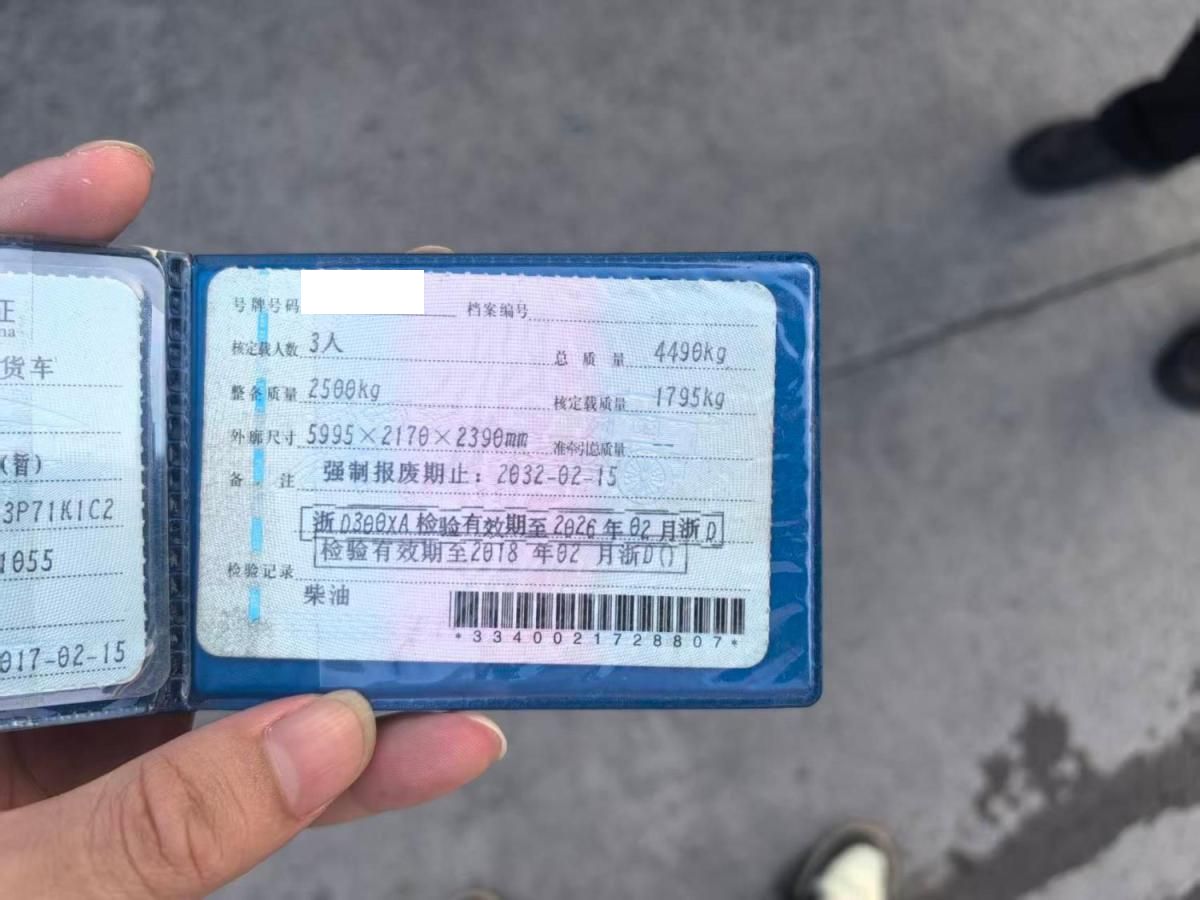 证
na
货车
(暂)
3P71K1C2
1055
017-02-15
号牌号码 档案编号
核定载人数 3人 总质量 4490kg
整备质量 2500kg 核定载质量 1795kg
外廓尺寸 5995×2170×2390mm 准牵引总质量 --
备注 强制报废期止：2032-02-15
浙D300XA 检验有效期至2026年02月浙D
检验有效期至2018年02月浙D()
检验记录
柴油
*3340021728807*